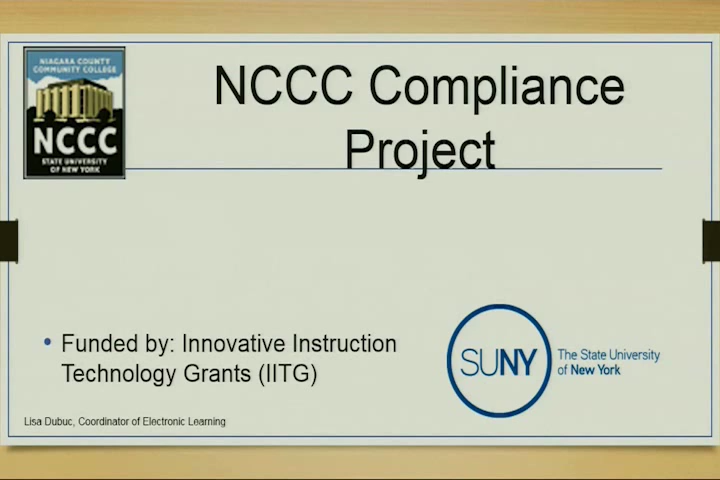 NIAGARA COUNTY
COMMUNITY COLLEGE
NCCC
STATE UNIVERSITY
OF NEW YORK
NCCC Compliance
Project
• Funded by: Innovative Instruction
Technology Grants (IITG)
SUNY
The State University
of New York
Lisa Dubuc, Coordinator of Electronic Learning